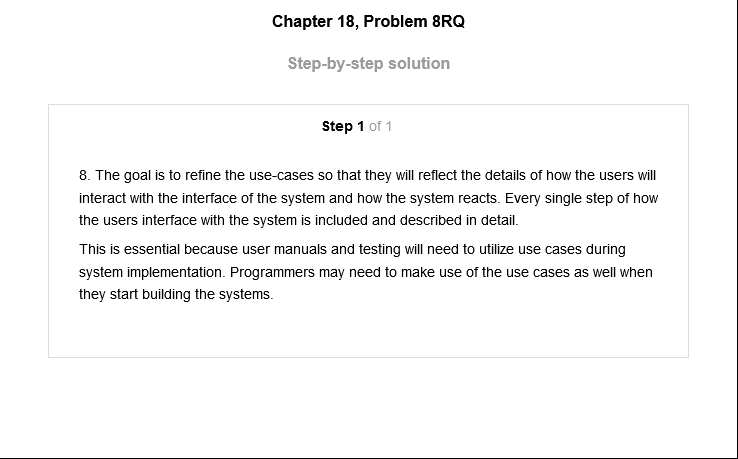 Chapter 18, Problem 8RQ
Step-by-step solution
Step 1 of 1
8. The goal is to refine the use-cases so that they will reflect the details of how the users will
interact with the interface of the system and how the system reacts. Every single step of how
the users interface with the system is included and described in detail.
This is essential because user manuals and testing will need to utilize use cases during
system implementation. Programmers may need to make use of the use cases as well when
they start building the systems.